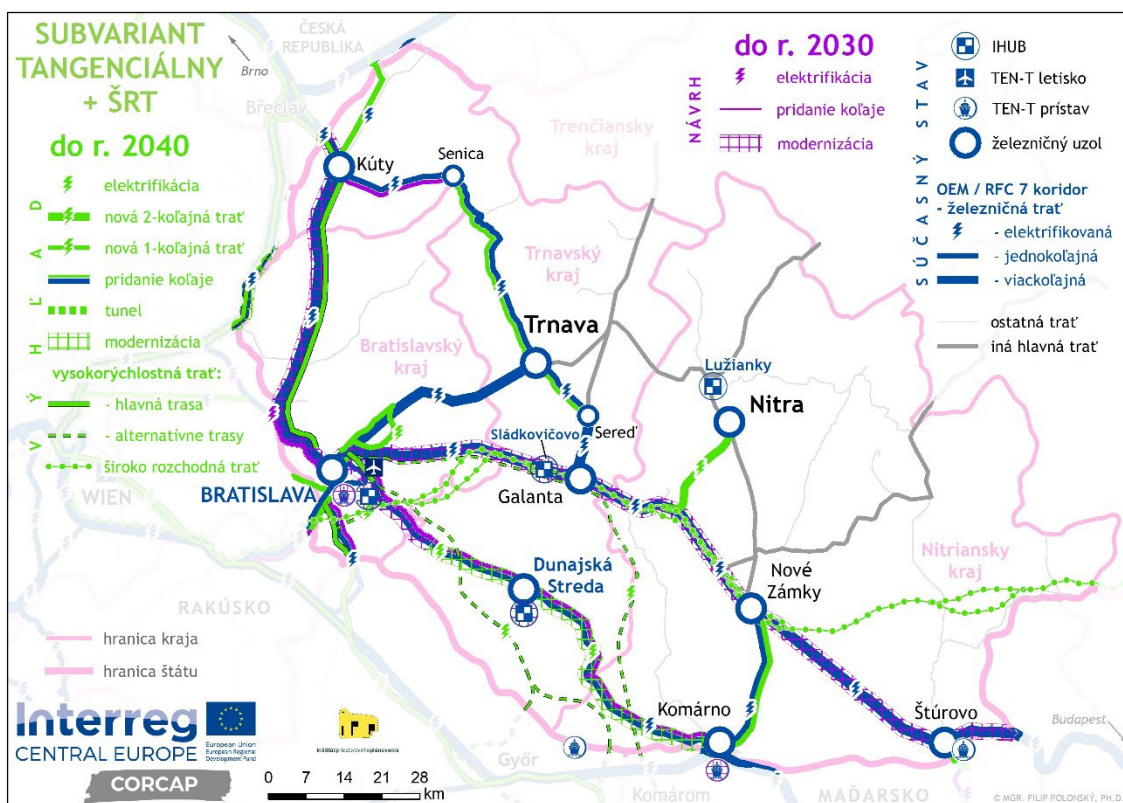 SUBVARIANT
TANGENCIÁLNY
+ ŠRT
do r. 2040
elektrifikácia
nová 2-koľajná trať
nová 1-koľajná trať
pridanie koľaje
tunel
modernizácia
vysokorýchlostná trať:
- hlavná trasa
- alternatívne trasy
široko rozchodná trať
V Ý H Ľ A D
do r. 2030
NÁVRH
elektrifikácia
pridanie koľaje
modernizácia
SÚČASNÝ STAV
IHUB
TEN-T letisko
TEN-T prístav
železničný uzol
OEM / RFC 7 koridor
- železničná trať
- elektrifikovaná
- jednokoľajná
- viackoľajná
ostatná trať
iná hlavná trať
ČESKÁ
REPUBLIKA
Brno
Břeclav
Kúty
Senica
Trenčiansky
kraj
Trnavský
kraj
Trnava
Bratislavský
kraj
Lužianky
Nitra
Sereď
Sládkovičovo
Galanta
BRATISLAVA
WIEN
Dunajská
Streda
Nové
Zámky
Nitriansky
kraj
RAKÚSKO
hranica kraja
hranica štátu
Komárno
Štúrovo
Budapest
Győr
Komárom
MAĎARSKO
Interreg
CENTRAL EUROPE
European Union
European Regional
Development Fund
CORCAP
Inštitút priestorového plánovania
0 7 14 21 28
km
© MGR. FILIP POLONSKÝ, PH.D.